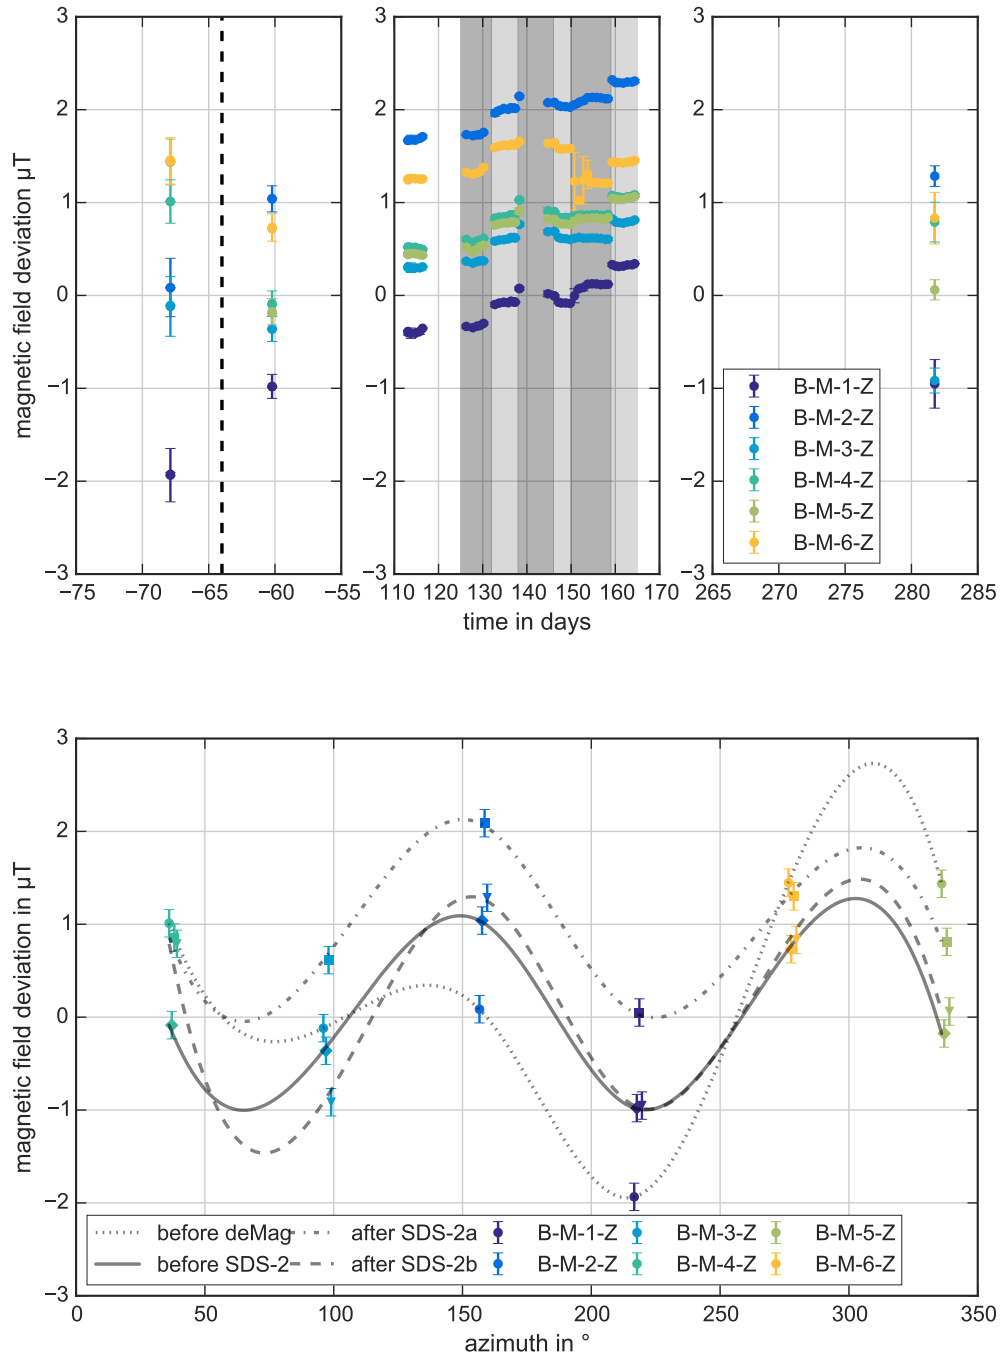 3
2
1
0
−1
−2
−3
magnetic field deviation µT
−75 −70 −65 −60 −55
3
2
1
0
−1
−2
−3
110 120 130 140 150 160 170
time in days
3
2
1
0
−1
−2
−3
265 270 275 280 285
B-M-1-Z
B-M-2-Z
B-M-3-Z
B-M-4-Z
B-M-5-Z
B-M-6-Z
3
2
1
0
−1
−2
−3
magnetic field deviation in µT
before deMag after SDS-2a B-M-1-Z B-M-3-Z B-M-5-Z
before SDS-2 after SDS-2b B-M-2-Z B-M-4-Z B-M-6-Z
0 50 100 150 200 250 300 350
azimuth in °